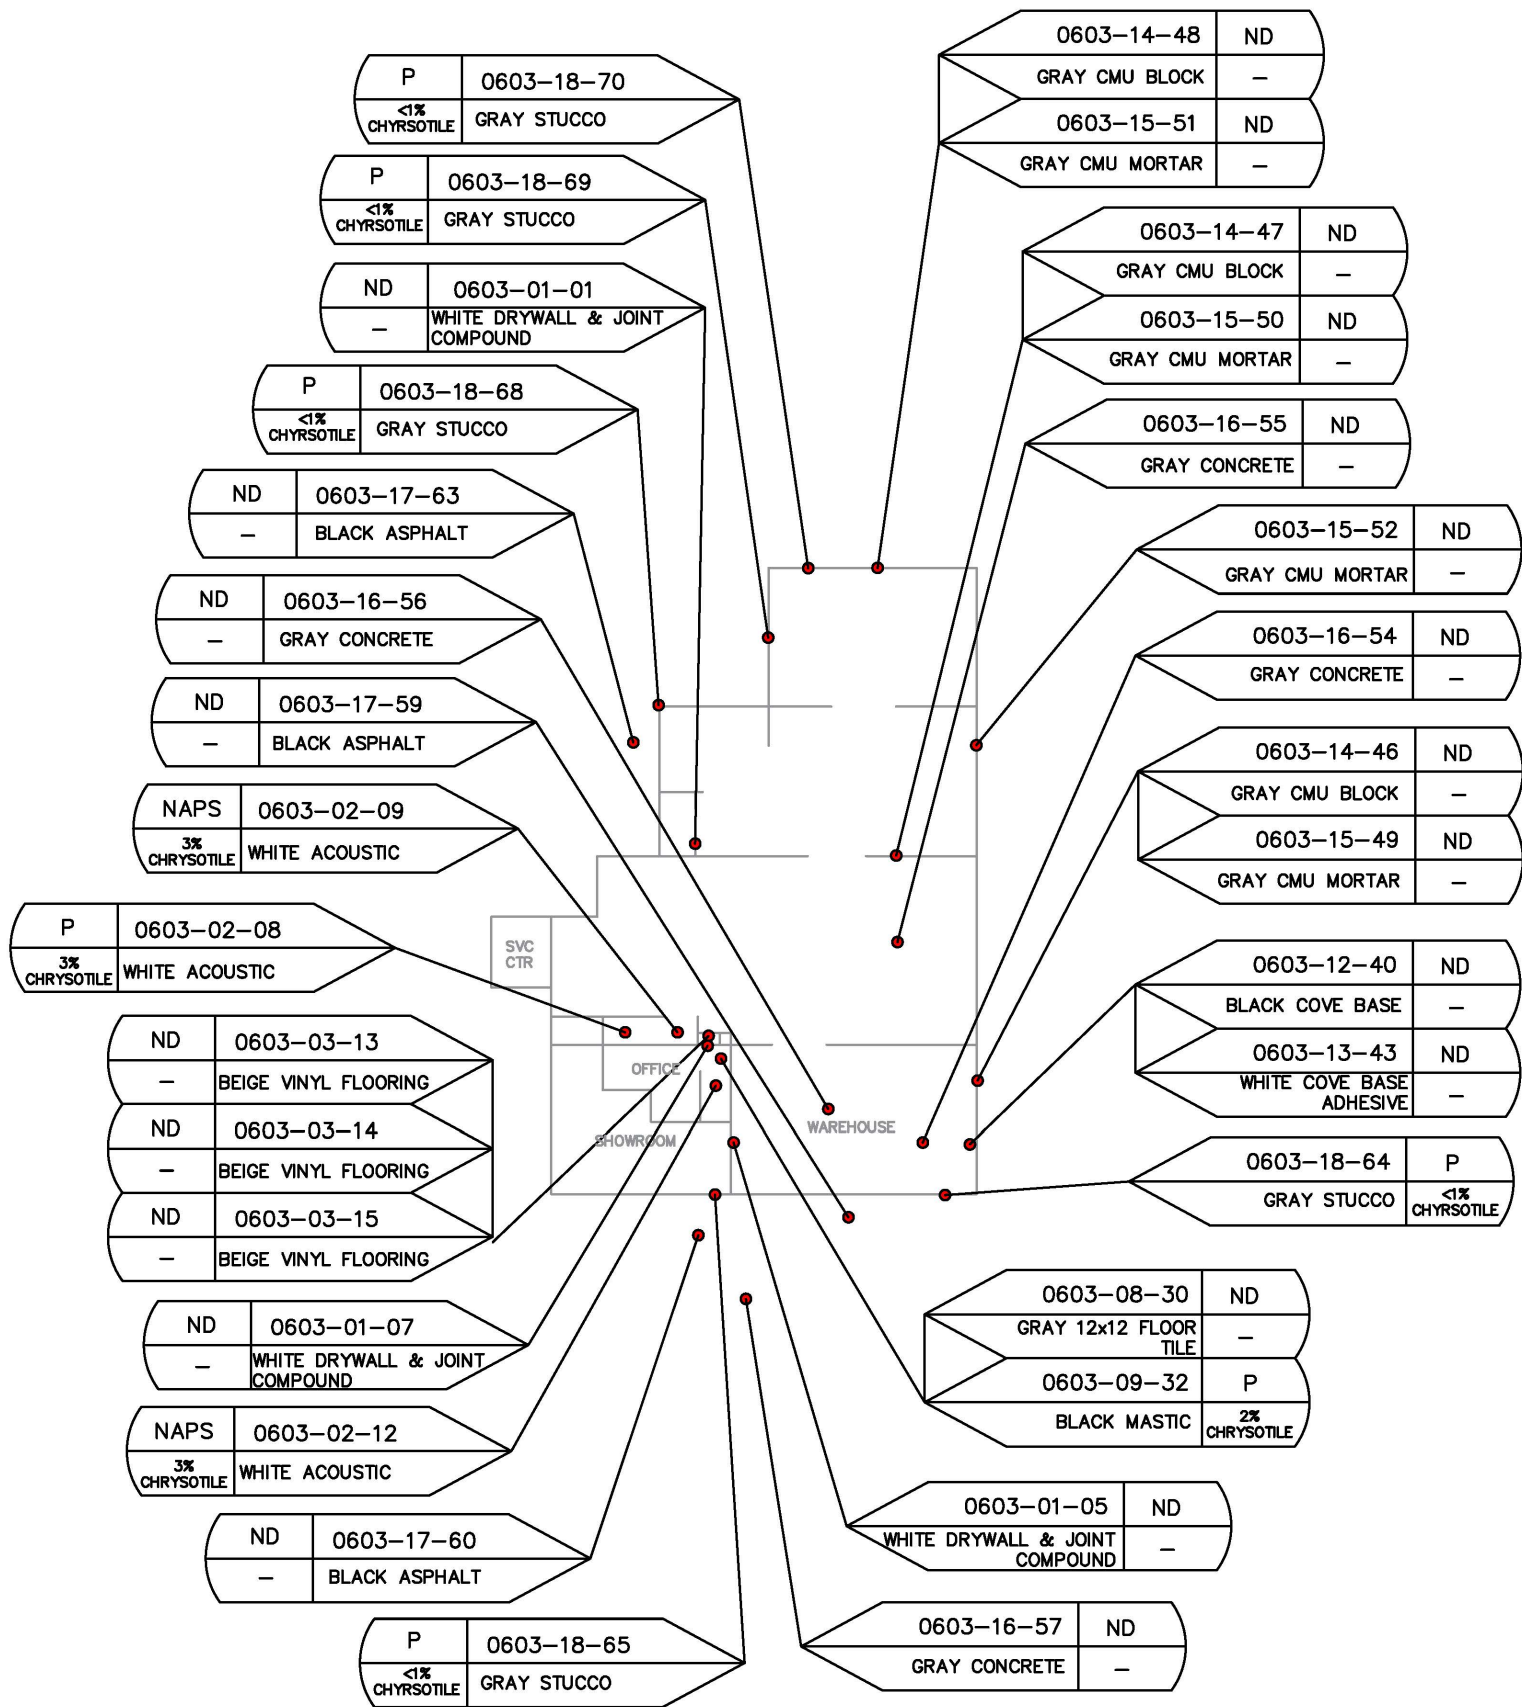 P 0603-18-70
<1% CHYRSOTILE GRAY STUCCO
P 0603-18-69
<1% CHYRSOTILE GRAY STUCCO
ND 0603-01-01
- WHITE DRYWALL & JOINT
COMPOUND
P 0603-18-68
<1% CHYRSOTILE GRAY STUCCO
ND 0603-17-63
- BLACK ASPHALT
ND 0603-16-56
- GRAY CONCRETE
ND 0603-17-59
- BLACK ASPHALT
NAPS 0603-02-09
3% CHRYSOTILE WHITE ACOUSTIC
P 0603-02-08
3% CHRYSOTILE WHITE ACOUSTIC
ND 0603-03-13
- BEIGE VINYL FLOORING
ND 0603-03-14
- BEIGE VINYL FLOORING
ND 0603-03-15
- BEIGE VINYL FLOORING
ND 0603-01-07
- WHITE DRYWALL & JOINT
COMPOUND
NAPS 0603-02-12
3% CHRYSOTILE WHITE ACOUSTIC
ND 0603-17-60
- BLACK ASPHALT
P 0603-18-65
<1% CHYRSOTILE GRAY STUCCO
SVC
CTR
OFFICE
SHOWROOM
WAREHOUSE
0603-14-48 ND
GRAY CMU BLOCK -
0603-15-51 ND
GRAY CMU MORTAR -
0603-14-47 ND
GRAY CMU BLOCK -
0603-15-50 ND
GRAY CMU MORTAR -
0603-16-55 ND
GRAY CONCRETE -
0603-15-52 ND
GRAY CMU MORTAR -
0603-16-54 ND
GRAY CONCRETE -
0603-14-46 ND
GRAY CMU BLOCK -
0603-15-49 ND
GRAY CMU MORTAR -
0603-12-40 ND
BLACK COVE BASE -
0603-13-43 ND
WHITE COVE BASE
ADHESIVE -
0603-18-64 P
GRAY STUCCO <1% CHYRSOTILE
0603-08-30 ND
GRAY 12x12 FLOOR
TILE -
0603-09-32 P
BLACK MASTIC 2% CHRYSOTILE
0603-01-05 ND
WHITE DRYWALL & JOINT
COMPOUND -
0603-16-57 ND
GRAY CONCRETE -